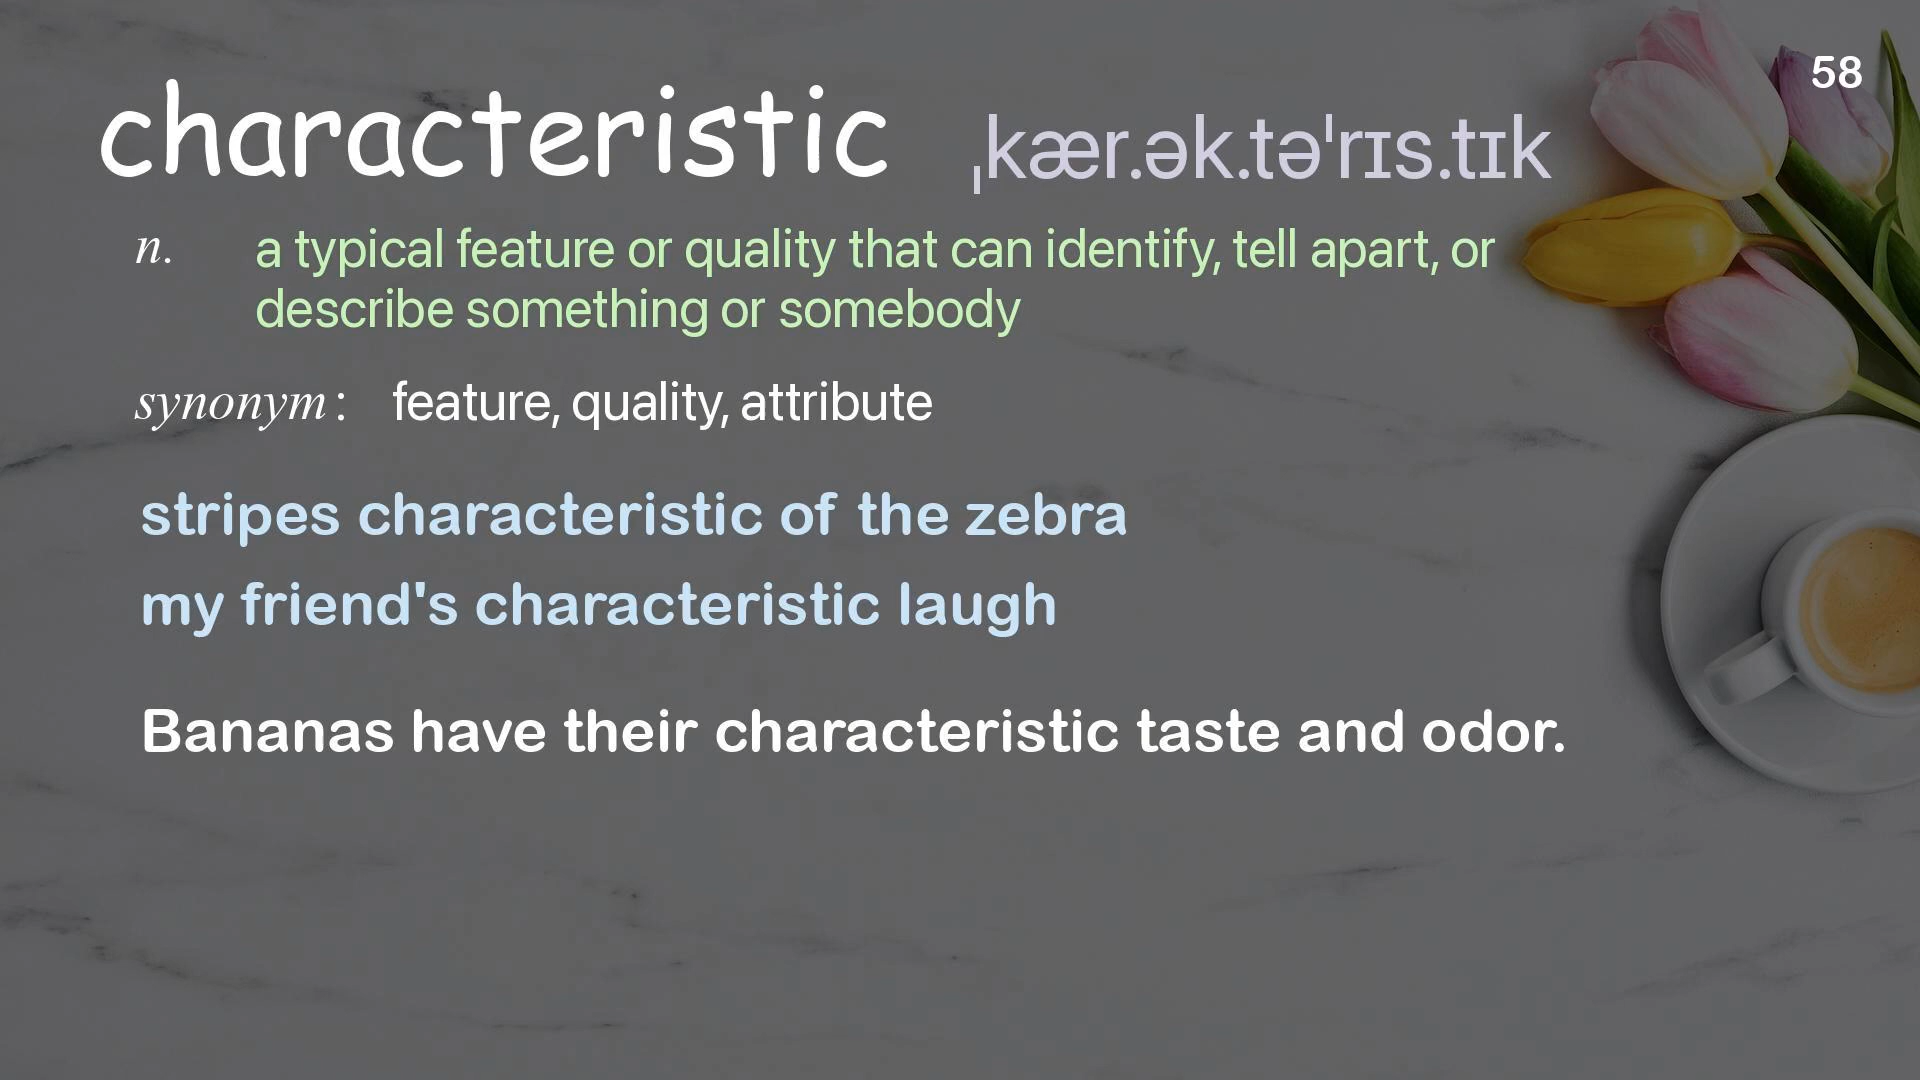 58
characteristic ˌkær.ək.təˈrɪs.tɪk
n. a typical feature or quality that can identify, tell apart, or
describe something or somebody
synonym: feature, quality, attribute
stripes characteristic of the zebra
my friend's characteristic laugh
Bananas have their characteristic taste and odor.